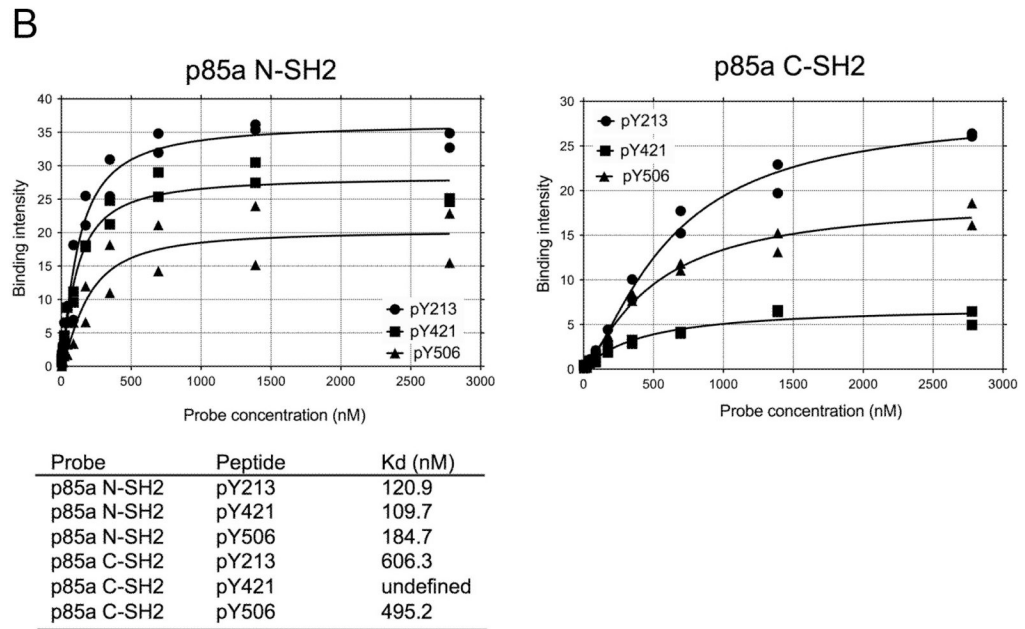 B
p85a N-SH2
40
35
30
25
20
15
10
5
0
Binding intensity
pY213
pY421
pY506
0 500 1000 1500 2000 2500 3000
Probe concentration (nM)
p85a C-SH2
30
25
20
15
10
5
0
Binding intensity
pY213
pY421
pY506
0 500 1000 1500 2000 2500 3000
Probe concentration (nM)
Probe Peptide Kd (nM)
p85a N-SH2 pY213 120.9
p85a N-SH2 pY421 109.7
p85a N-SH2 pY506 184.7
p85a C-SH2 pY213 606.3
p85a C-SH2 pY421 undefined
p85a C-SH2 pY506 495.2